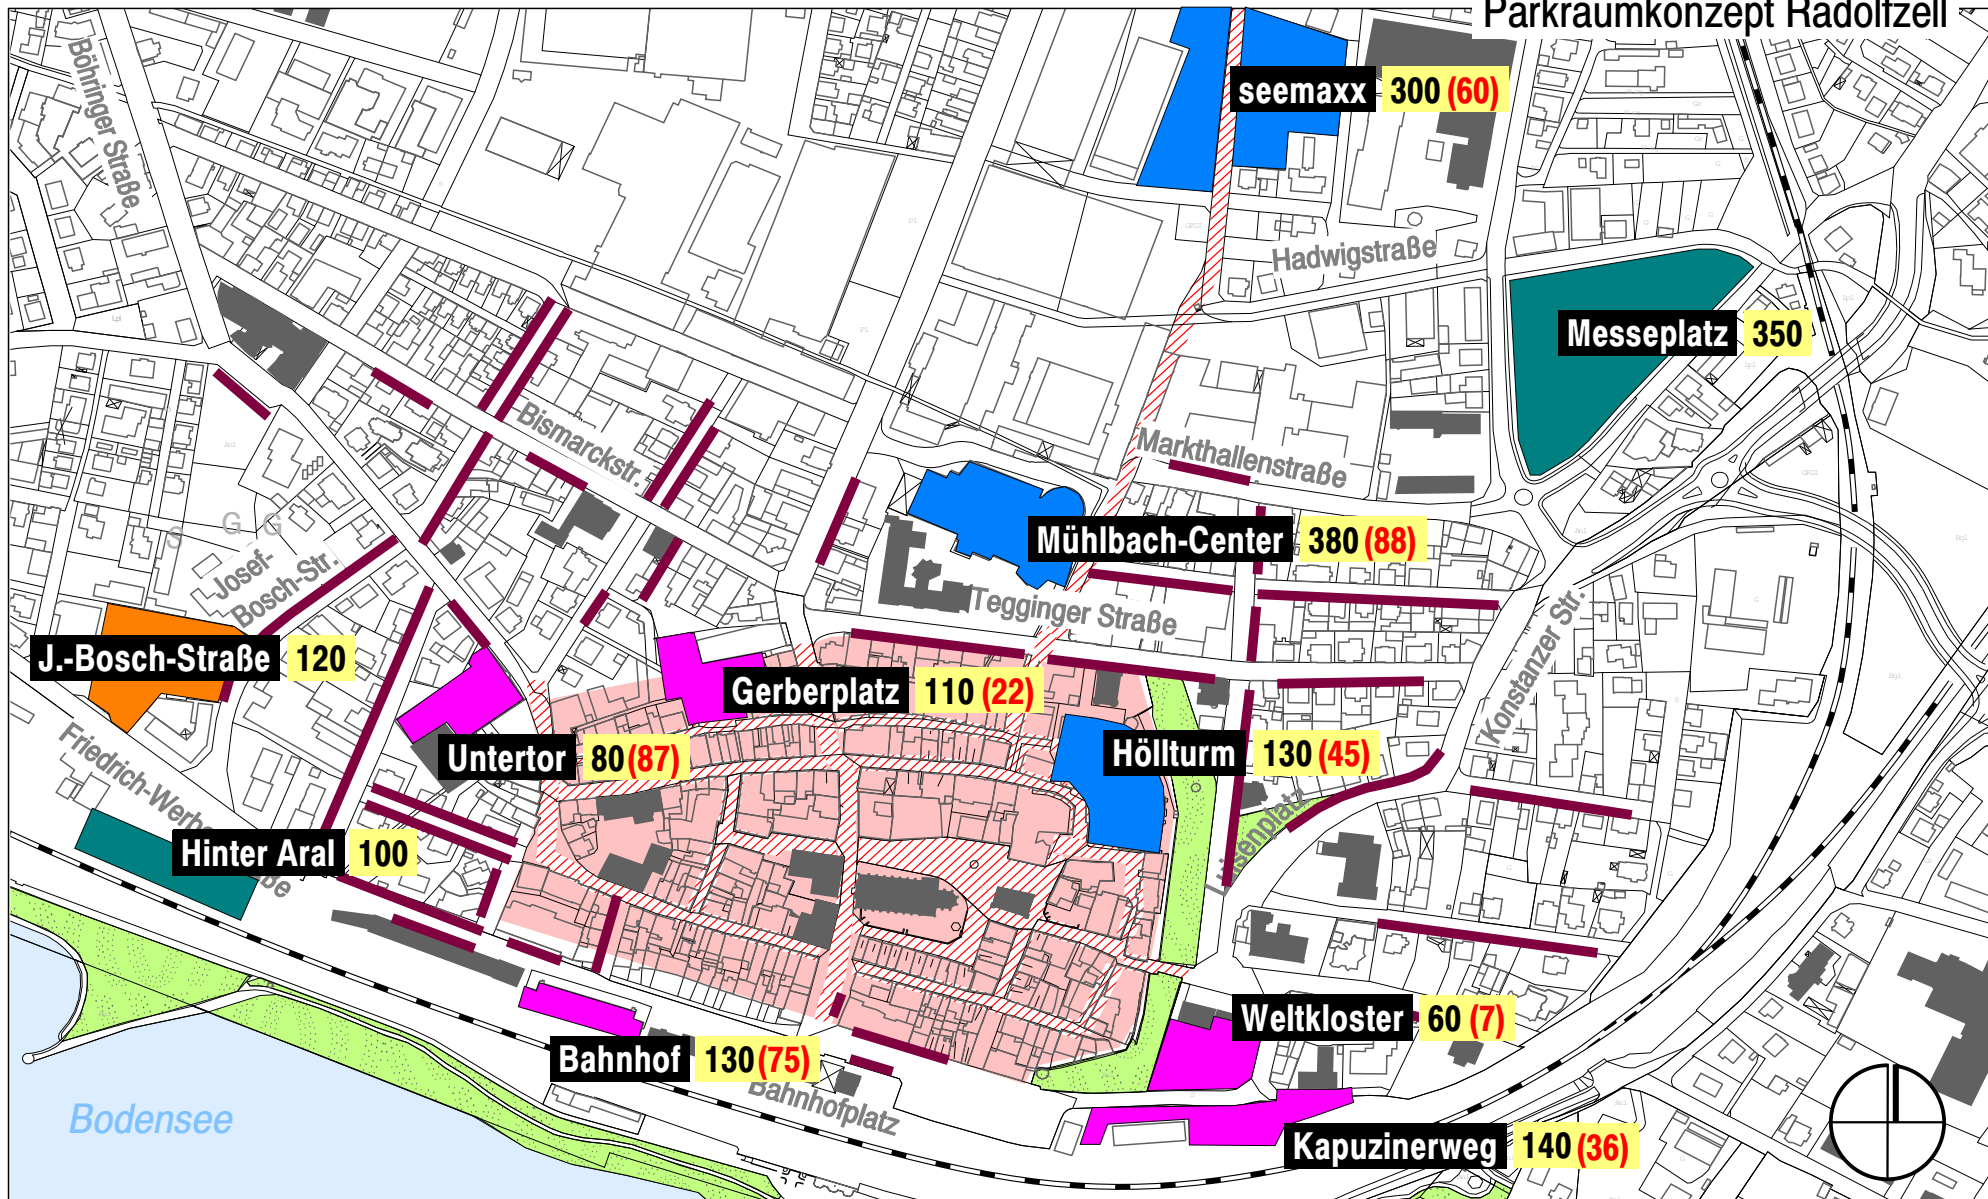 Parkraumkonzept Radolfzell
Böhringer Straße
seemaxx 300 (60)
Hadwigstraße
Messeplatz 350
Bismarckstr.
Markthallenstraße
S G G
Mühlbach-Center 380 (88)
Josef-
Bosch-Str.
Tegginger Straße
Konstanzer Str.
J.-Bosch-Straße 120
Gerberplatz 110 (22)
Untertor 80 (87)
Höllturm 130 (45)
Hinter Aral 100
Weltkloster 60 (7)
Bahnhof 130 (75)
Bahnhofplatz
Bodensee
Kapuzinerweg 140 (36)